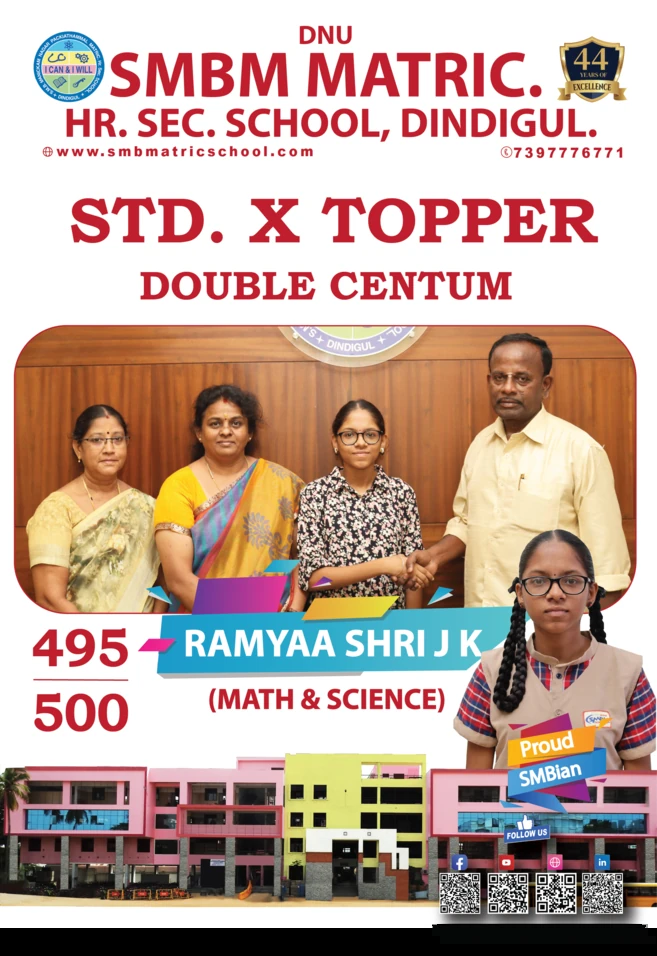 DNU
SMBM MATRIC.
HR. SEC. SCHOOL, DINDIGUL.
I CAN & I WILL
44
YEARS OF
EXCELLENCE
www.smbmatricschool.com
7397776771
STD. X TOPPER
DOUBLE CENTUM
DINDIGUL
495
500
RAMYAA SHRI J K
(MATH & SCIENCE)
Proud
SMBian
FOLLOW US